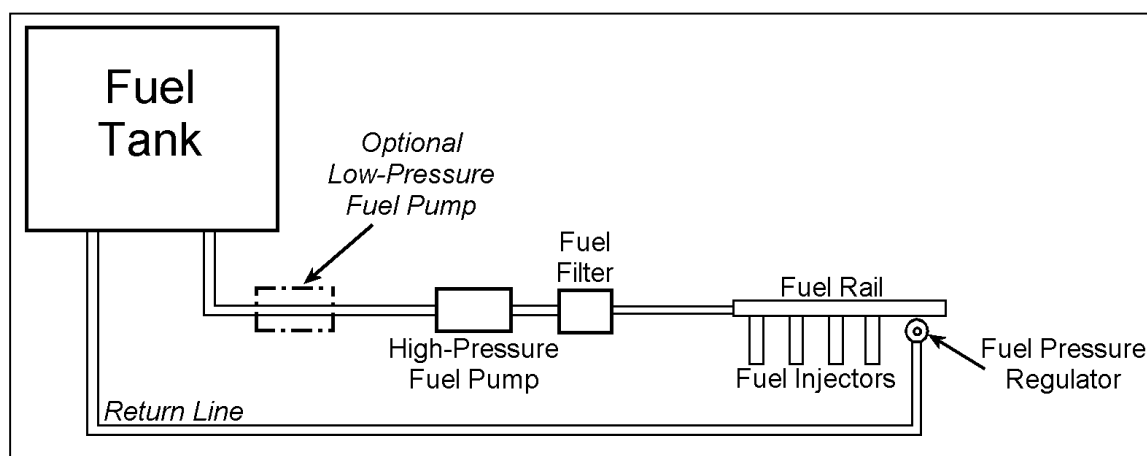 Fuel
Tank
Optional
Low-Pressure
Fuel Pump
Fuel
Filter
Fuel Rail
High-Pressure
Fuel Pump
Fuel Injectors
Fuel Pressure
Regulator
Return Line